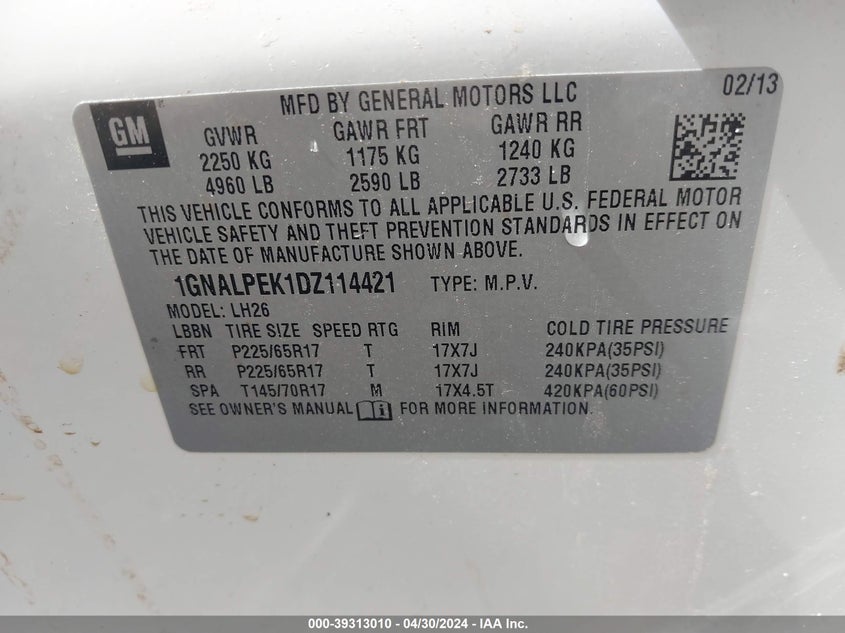 02/13
MFD BY GENERAL MOTORS LLC
GM
GVWR GAWR FRT GAWR RR
2250 KG 1175 KG 1240 KG
4960 LB 2590 LB 2733 LB
THIS VEHICLE CONFORMS TO ALL APPLICABLE U.S. FEDERAL MOTOR
VEHICLE SAFETY AND THEFT PREVENTION STANDARDS IN EFFECT ON
THE DATE OF MANUFACTURE SHOWN ABOVE.
1GNALPEK1DZ114421 TYPE: M.P.V.
MODEL: LH26
LBBN TIRE SIZE SPEED RTG RIM COLD TIRE PRESSURE
FRT P225/65R17 T 17X7J 240KPA(35PSI)
RR P225/65R17 T 17X7J 240KPA(35PSI)
SPA T145/70R17 M 17X4.5T 420KPA(60PSI)
SEE OWNER'S MANUAL i FOR MORE INFORMATION.
000-39313010 - 04/30/2024 - IAA Inc.